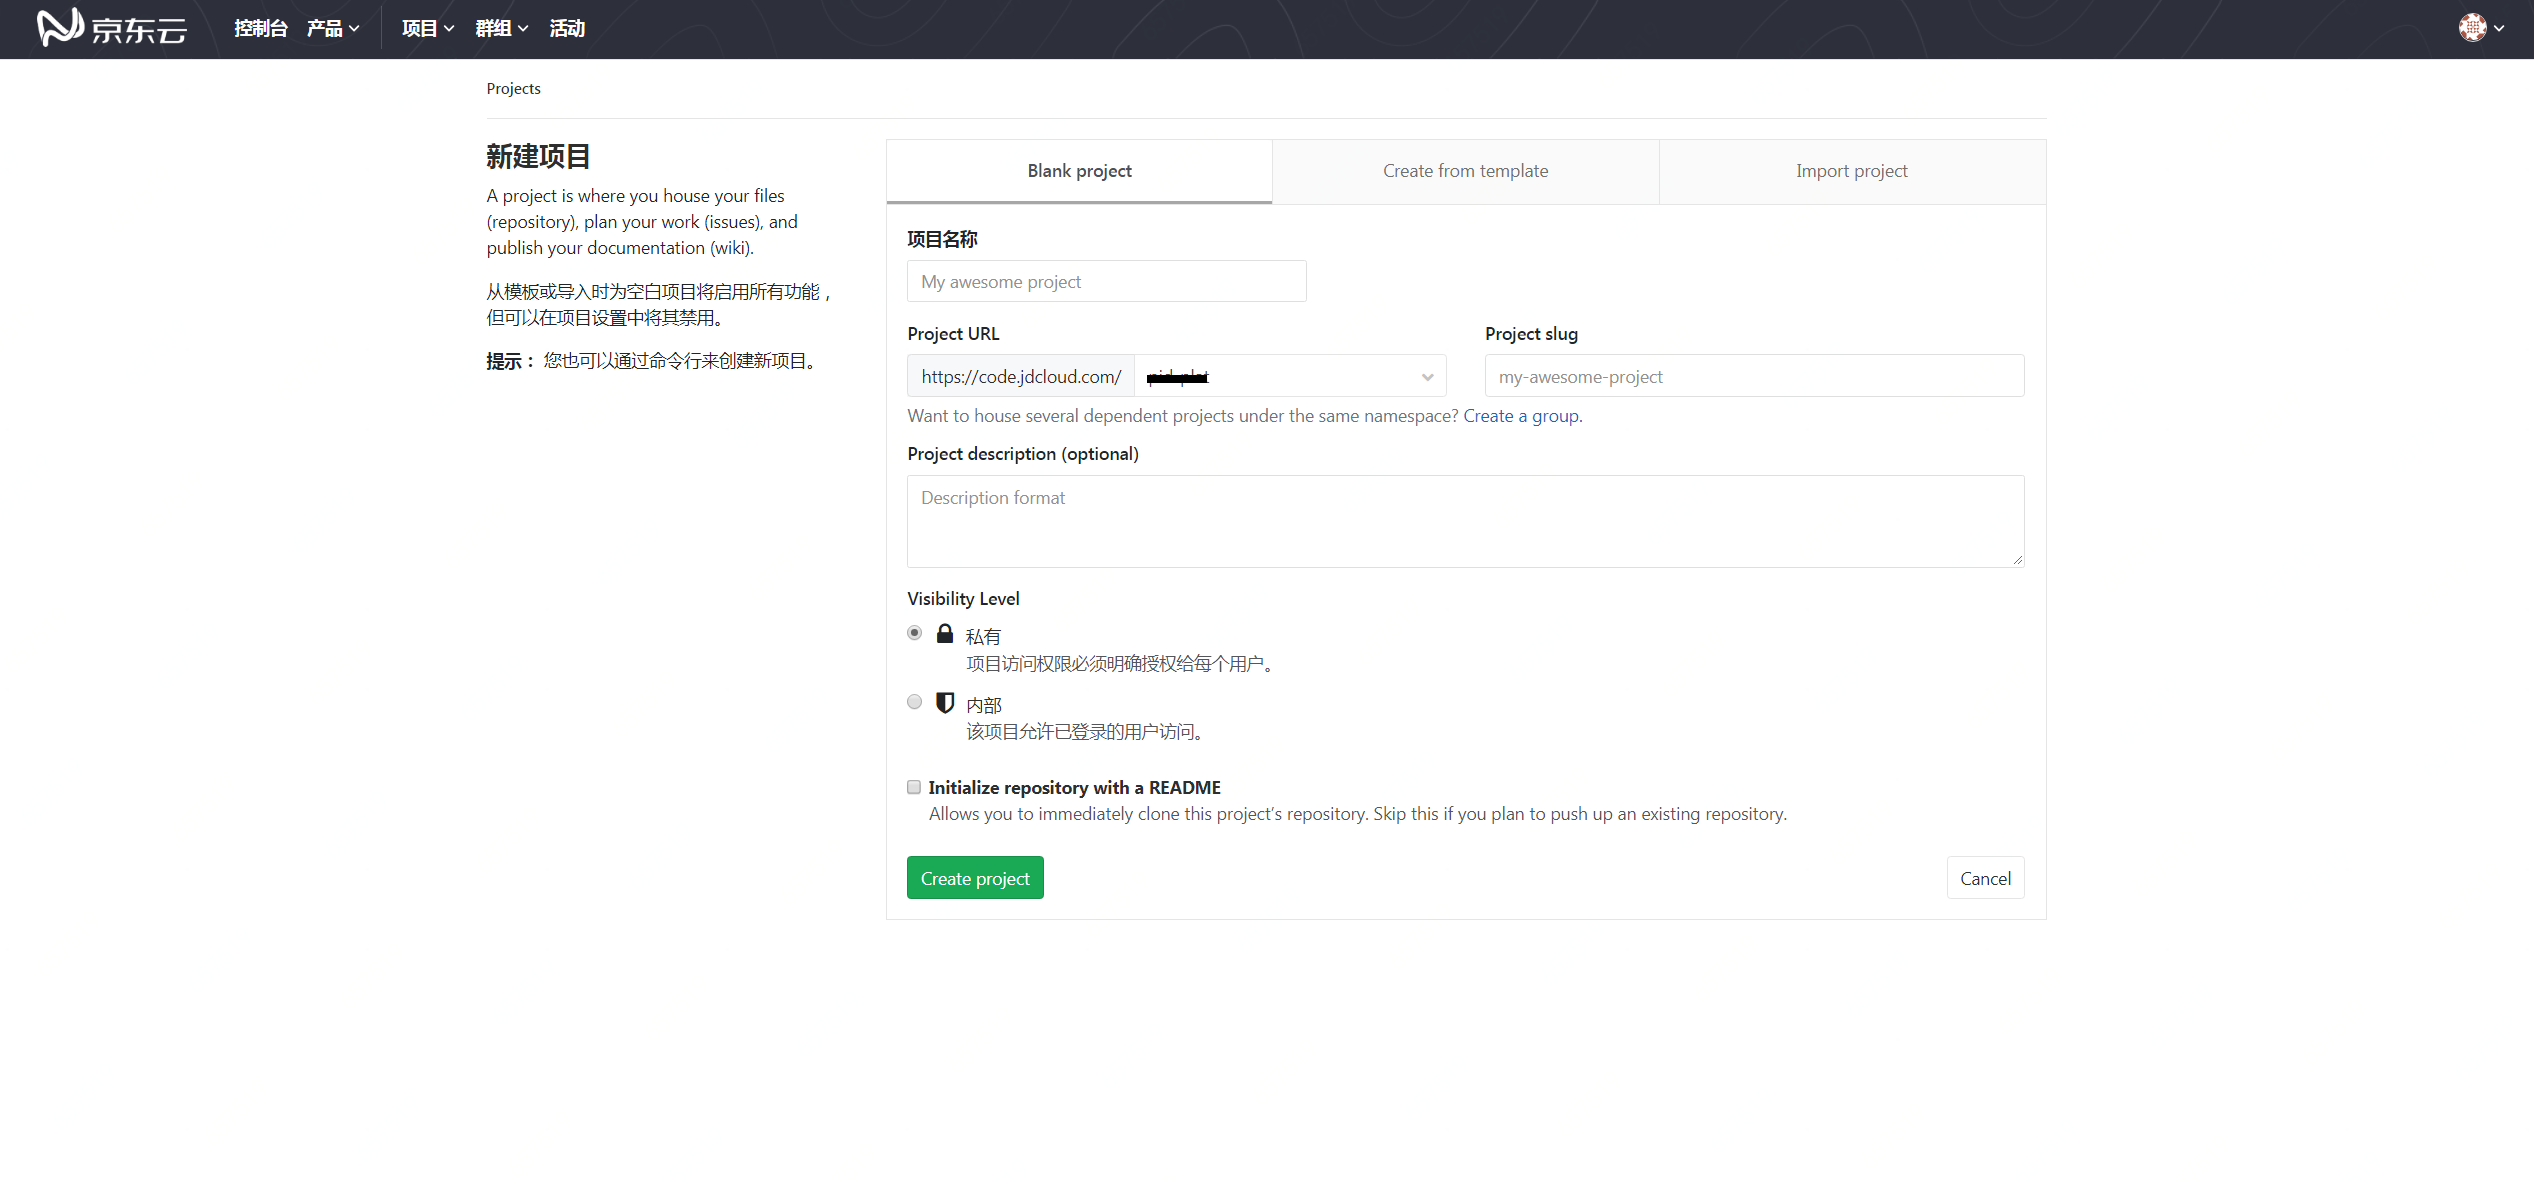 京东云 控制台 产品 项目 群组 活动
Projects
新建项目
A project is where you house your files
(repository), plan your work (issues), and
publish your documentation (wiki).
从模板或导入时为空白项目将启用所有功能，
但可以在项目设置中将其禁用。
提示： 您也可以通过命令行来创建新项目。
Blank project Create from template Import project
项目名称
My awesome project
Project URL Project slug
https://code.jdcloud.com/ my-awesome-project
Want to house several dependent projects under the same namespace? Create a group.
Project description (optional)
Description format
Visibility Level
私有
项目访问权限必须明确授权给每个用户。
内部
该项目允许已登录的用户访问。
Initialize repository with a README
Allows you to immediately clone this project’s repository. Skip this if you plan to push up an existing repository.
Create project Cancel